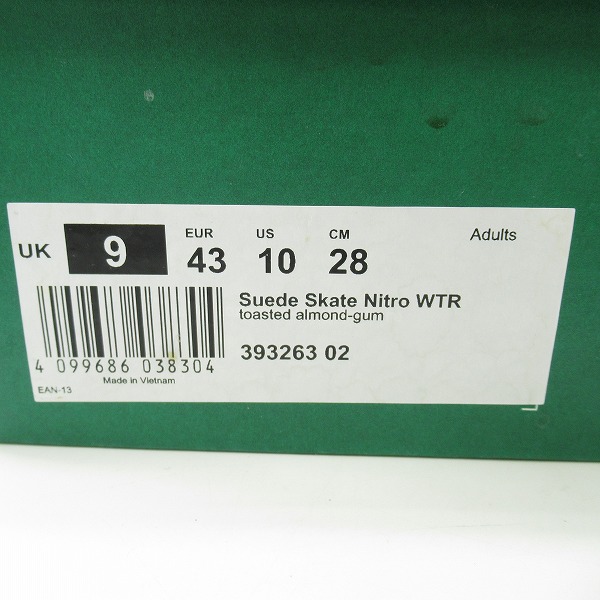 EUR US CM Adults
UK 9 43 10 28
Suede Skate Nitro WTR
toasted almond-gum
393263 02
4 099686 038304
Made in Vietnam
EAN-13